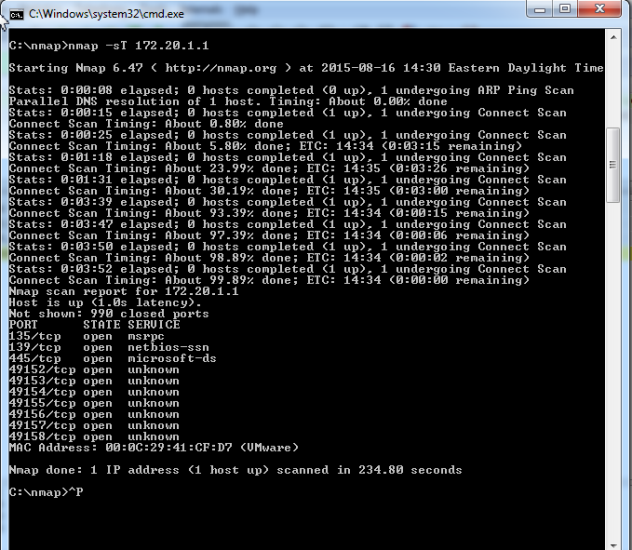 C:\Windows\system32\cmd.exe
C:\nmap>nmap -sT 172.20.1.1
Starting Nmap 6.47 ( http://nmap.org ) at 2015-08-16 14:30 Eastern Daylight Time
Stats: 0:00:08 elapsed; 0 hosts completed (0 up), 1 undergoing ARP Ping Scan
Parallel DNS resolution of 1 host. Timing: About 0.00% done
Stats: 0:00:15 elapsed; 0 hosts completed (1 up), 1 undergoing Connect Scan
Connect Scan Timing: About 0.80% done
Stats: 0:00:25 elapsed; 0 hosts completed (1 up), 1 undergoing Connect Scan
Connect Scan Timing: About 5.80% done; ETC: 14:34 (0:03:15 remaining)
Stats: 0:01:18 elapsed; 0 hosts completed (1 up), 1 undergoing Connect Scan
Connect Scan Timing: About 23.99% done; ETC: 14:35 (0:03:26 remaining)
Stats: 0:01:31 elapsed; 0 hosts completed (1 up), 1 undergoing Connect Scan
Connect Scan Timing: About 30.19% done; ETC: 14:35 (0:03:00 remaining)
Stats: 0:03:39 elapsed; 0 hosts completed (1 up), 1 undergoing Connect Scan
Connect Scan Timing: About 93.39% done; ETC: 14:34 (0:00:15 remaining)
Stats: 0:03:47 elapsed; 0 hosts completed (1 up), 1 undergoing Connect Scan
Connect Scan Timing: About 97.39% done; ETC: 14:34 (0:00:06 remaining)
Stats: 0:03:50 elapsed; 0 hosts completed (1 up), 1 undergoing Connect Scan
Connect Scan Timing: About 98.89% done; ETC: 14:34 (0:00:02 remaining)
Stats: 0:03:52 elapsed; 0 hosts completed (1 up), 1 undergoing Connect Scan
Connect Scan Timing: About 99.89% done; ETC: 14:34 (0:00:00 remaining)
Nmap scan report for 172.20.1.1
Host is up (1.0s latency).
Not shown: 990 closed ports
PORT STATE SERVICE
135/tcp open msrpc
139/tcp open netbios-ssn
445/tcp open microsoft-ds
49152/tcp open unknown
49153/tcp open unknown
49154/tcp open unknown
49155/tcp open unknown
49156/tcp open unknown
49157/tcp open unknown
49158/tcp open unknown
MAC Address: 00:0C:29:41:CF:D7 (VMware)
Nmap done: 1 IP address (1 host up) scanned in 234.80 seconds
C:\nmap>^P